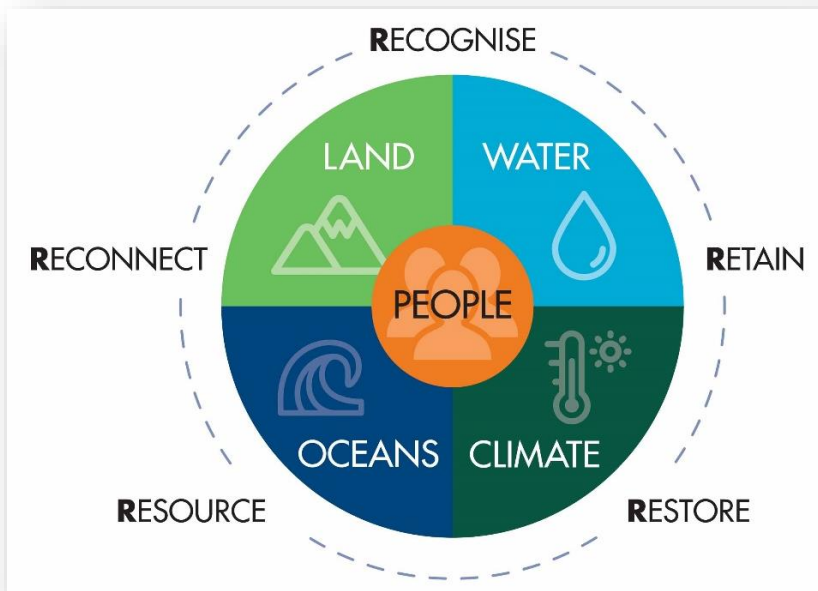 RECOGNISE
LAND
WATER
RECONNECT
RETAIN
PEOPLE
OCEANS
CLIMATE
RESOURCE
RESTORE